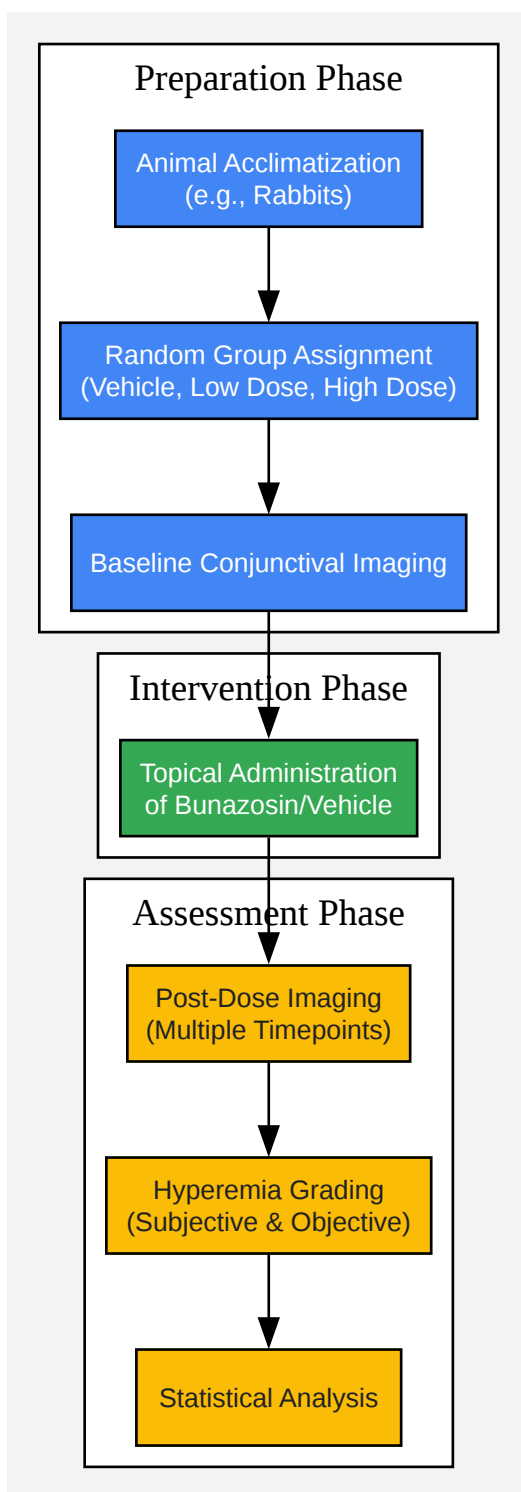 Preparation Phase
Animal Acclimatization
(e.g., Rabbits)
Random Group Assignment
(Vehicle, Low Dose, High Dose)
Baseline Conjunctival Imaging
Intervention Phase
Topical Administration
of Bunazosin/Vehicle
Assessment Phase
Post-Dose Imaging
(Multiple Timepoints)
Hyperemia Grading
(Subjective & Objective)
Statistical Analysis